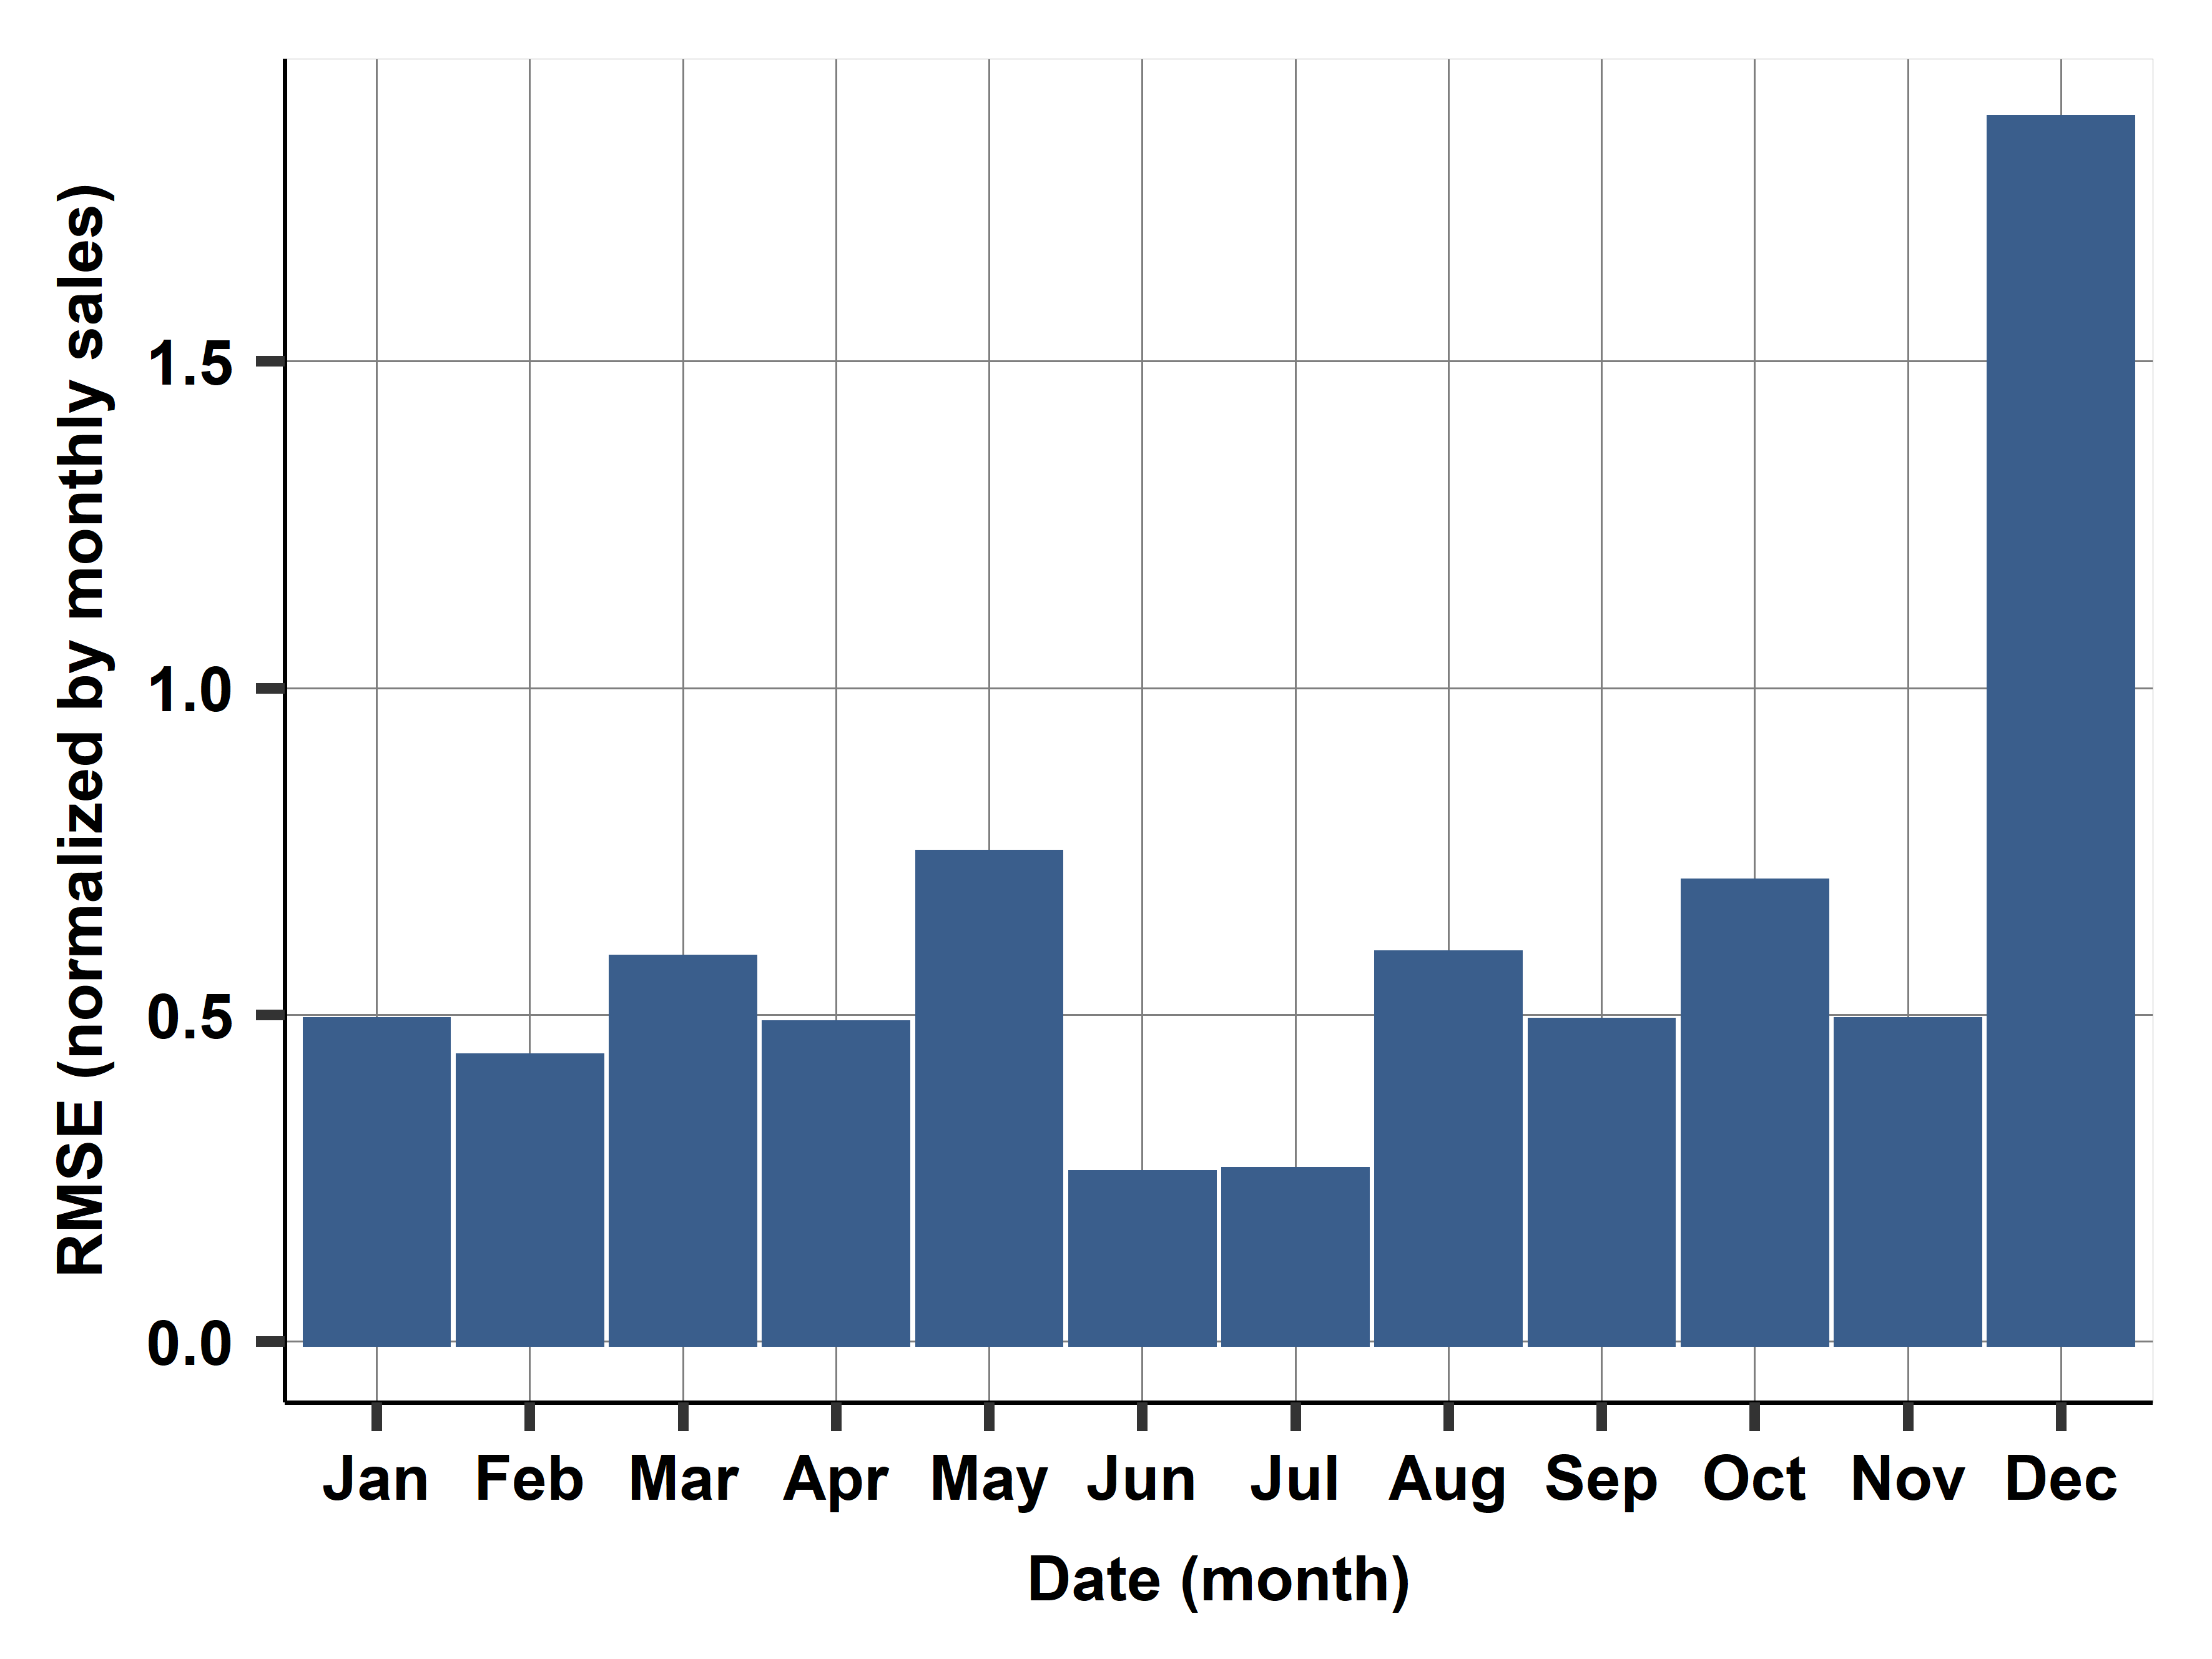 RMSE (normalized by monthly sales)
1.5
1.0
0.5
0.0
Jan Feb Mar Apr May Jun Jul Aug Sep Oct Nov Dec
Date (month)